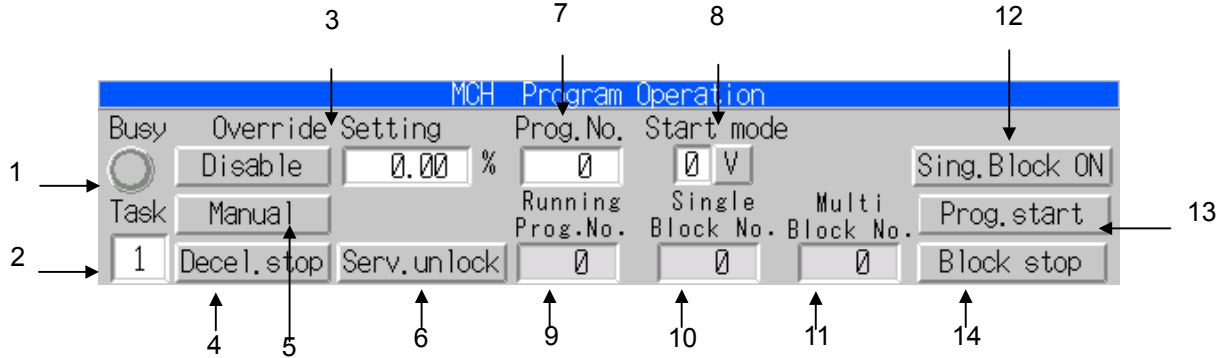 3 7 8 12
MCH Program Operation
Busy Override Setting Prog.No. Start mode
1 Disable 0.00 % 0 0 V Sing.Block ON
Task Manual Running Prog.No. Single Block No. Multi Block No. Prog.start 13
2 1 Decel.stop Serv.unlock 0 0 0 Block stop
4 5 6 9 10 11 14